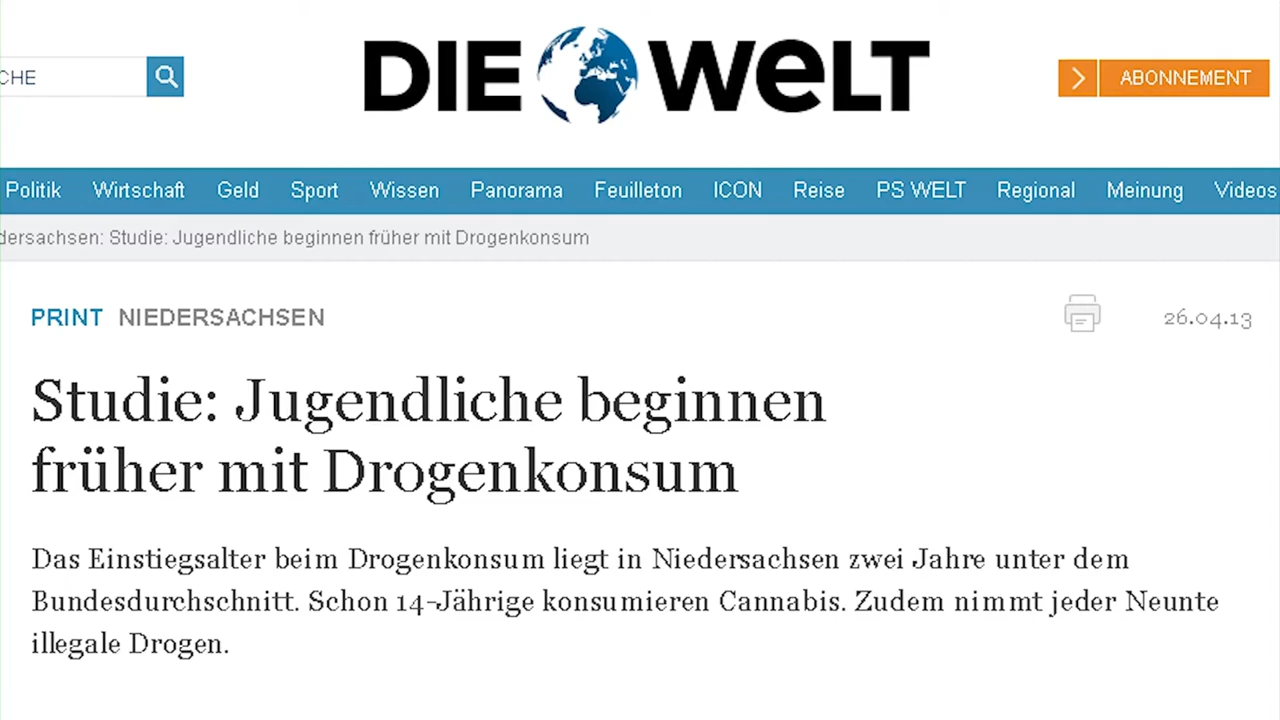 CHE
DIE WELT
ABONNEMENT
Politik Wirtschaft Geld Sport Wissen Panorama Feuilleton ICON Reise PS WELT Regional Meinung Videos
dersachsen: Studie: Jugendliche beginnen früher mit Drogenkonsum
PRINT NIEDERSACHSEN
26.04.13
Studie: Jugendliche beginnen
früher mit Drogenkonsum
Das Einstiegsalter beim Drogenkonsum liegt in Niedersachsen zwei Jahre unter dem
Bundesdurchschnitt. Schon 14-Jährige konsumieren Cannabis. Zudem nimmt jeder Neunte
illegale Drogen.